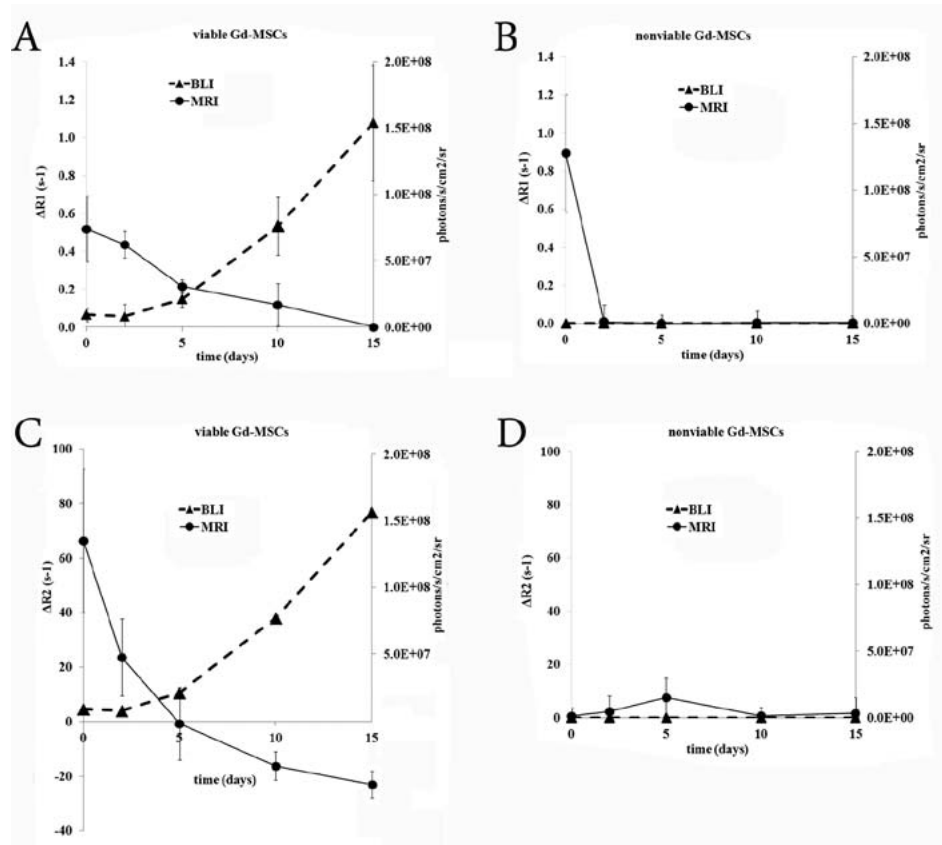 A
viable Gd-MSCs
1.4
1.2
1.0
0.8
0.6
0.4
0.2
0.0
ΔR1 (s-1)
BLI
MRI
2.0E+08
1.5E+08
1.0E+08
5.0E+07
0.0E+00
photons/s/cm2/sr
0 5 10 15
time (days)
B
nonviable Gd-MSCs
1.4
1.2
1.0
0.8
0.6
0.4
0.2
0.0
ΔR1 (s-1)
BLI
MRI
2.0E+08
1.5E+08
1.0E+08
5.0E+07
0.0E+00
photons/s/cm2/sr
0 5 10 15
time (days)
C
viable Gd-MSCs
100
80
60
40
20
0
-20
-40
ΔR2 (s-1)
BLI
MRI
2.0E+08
1.5E+08
1.0E+08
5.0E+07
photons/s/cm2/sr
0 5 10 15
time (days)
D
nonviable Gd-MSCs
100
80
60
40
20
0
ΔR2 (s-1)
BLI
MRI
2.0E+08
1.5E+08
1.0E+08
5.0E+07
0.0E+00
photons/s/cm2/sr
0 5 10 15
time (days)